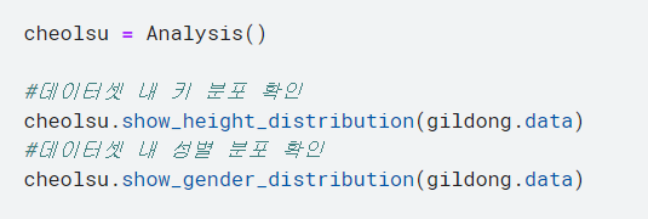 cheolsu = Analysis()
#데이터셋 내 키 분포 확인
cheolsu.show_height_distribution(gildong.data)
#데이터셋 내 성별 분포 확인
cheolsu.show_gender_distribution(gildong.data)